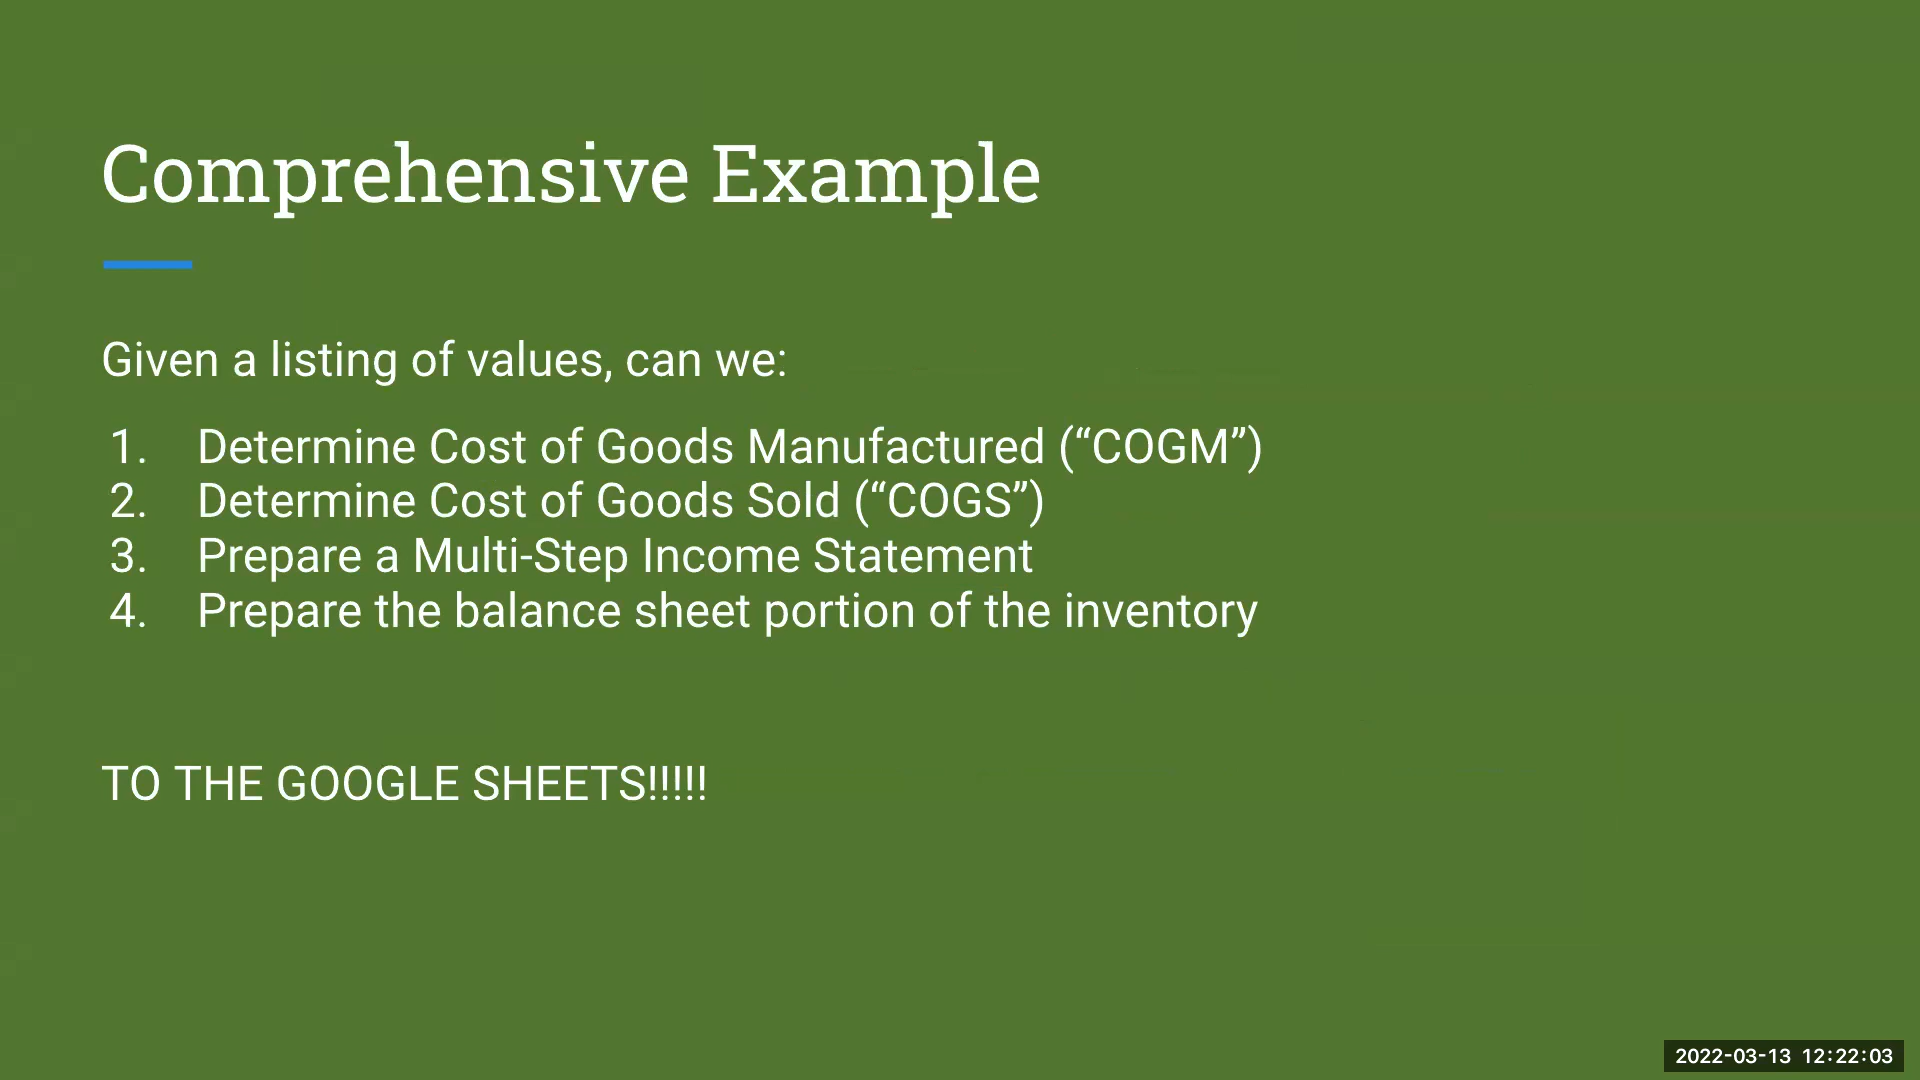 Comprehensive Example
Given a listing of values, can we:
1. Determine Cost of Goods Manufactured (“COGM”)
2. Determine Cost of Goods Sold (“COGS”)
3. Prepare a Multi-Step Income Statement
4. Prepare the balance sheet portion of the inventory
TO THE GOOGLE SHEETS!!!!!
2022-03-13 12:22:03